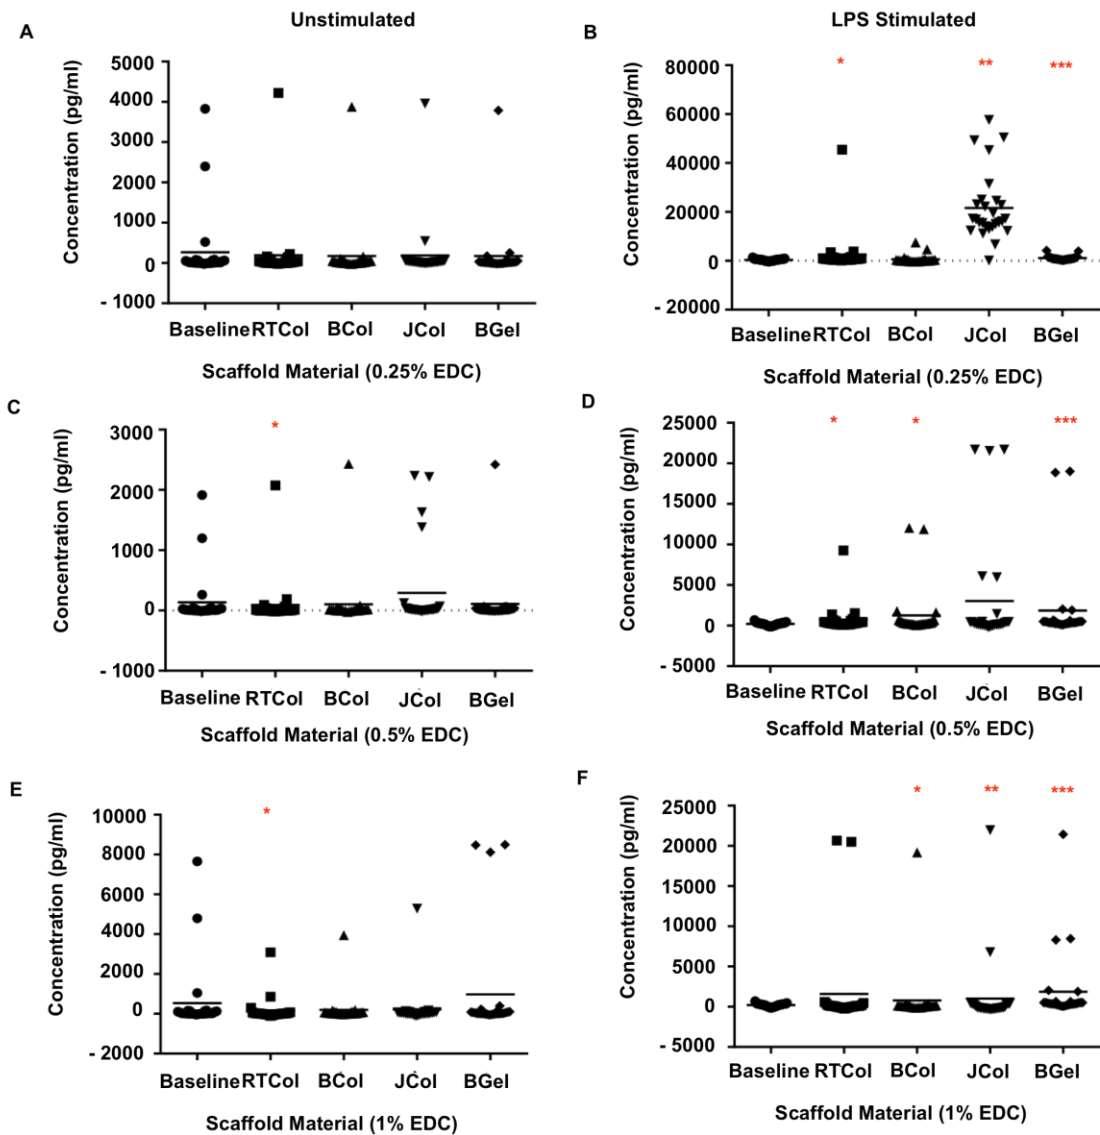 Unstimulated
LPS Stimulated
A
Concentration (pg/ml)
5000
4000
3000
2000
1000
0
- 1000
Baseline RTCol BCol JCol BGel
Scaffold Material (0.25% EDC)
B
Concentration (pg/ml)
80000
60000
40000
20000
0
- 20000
* ** ***
Baseline RTCol BCol JCol BGel
Scaffold Material (0.25% EDC)
C
Concentration (pg/ml)
3000
2000
1000
0
- 1000
*
Baseline RTCol BCol JCol BGel
Scaffold Material (0.5% EDC)
D
Concentration (pg/ml)
25000
20000
15000
10000
5000
0
- 5000
* * ***
Baseline RTCol BCol JCol BGel
Scaffold Material (0.5% EDC)
E
Concentration (pg/ml)
10000
8000
6000
4000
2000
0
- 2000
*
Baseline RTCol BCol JCol BGel
Scaffold Material (1% EDC)
F
Concentration (pg/ml)
25000
20000
15000
10000
5000
0
-5000
* ** ***
Baseline RTCol BCol JCol BGel
Scaffold Material (1% EDC)